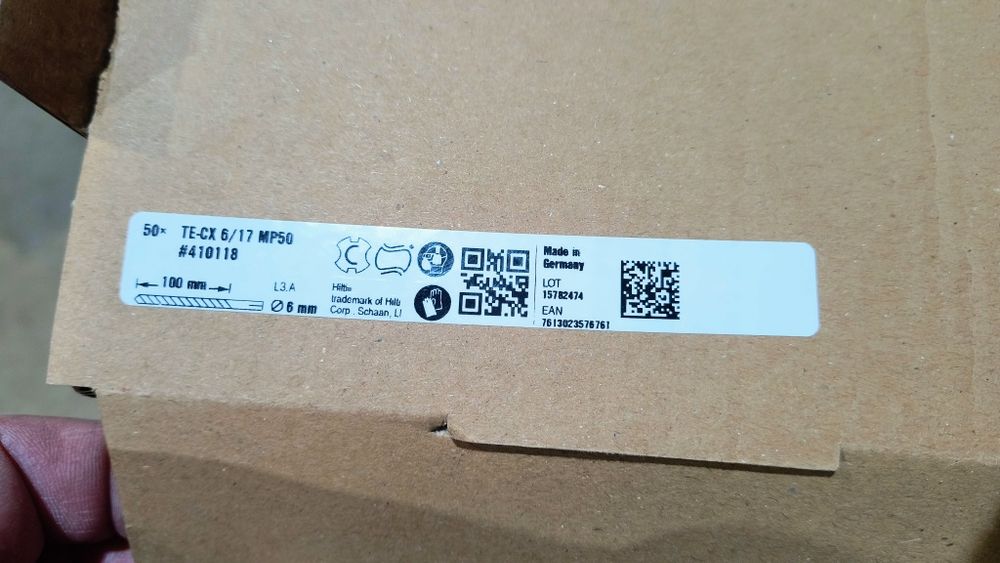 50× TE-CX 6/17 MP50
#410118
100 mm
L3.A
Ø 6 mm
Hilti=
trademark of Hilti
Corp., Schaan, LI
Made in
Germany
LOT
15782474
EAN
7613023576761